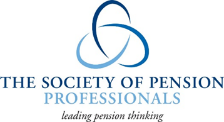 THE SOCIETY OF PENSION
PROFESSIONALS
leading pension thinking